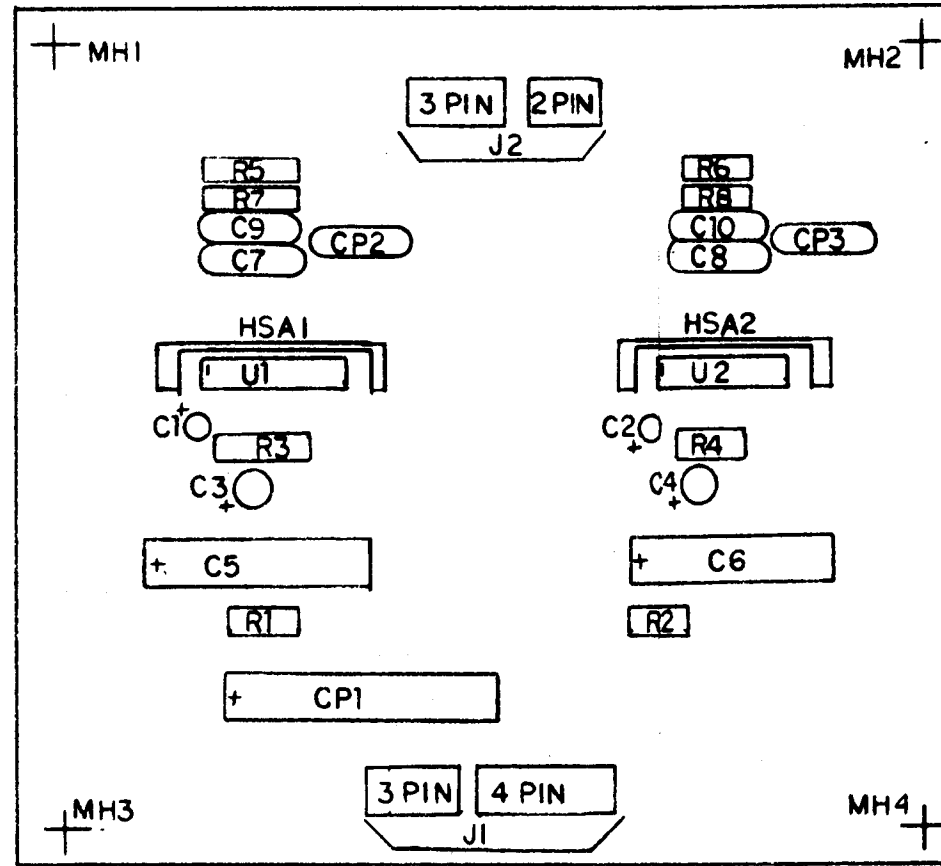 MH1 MH2
3 PIN 2 PIN
J2
R5 R6
R7 R8
C9 C10
CP2 CP3
C7 C8
HSA1 HSA2
U1 U2
C1 + C2 +
R3 R4
C3 + C4 +
+ C5 + C6
R1 R2
+ CP1
3 PIN 4 PIN
MH3 MH4
J1